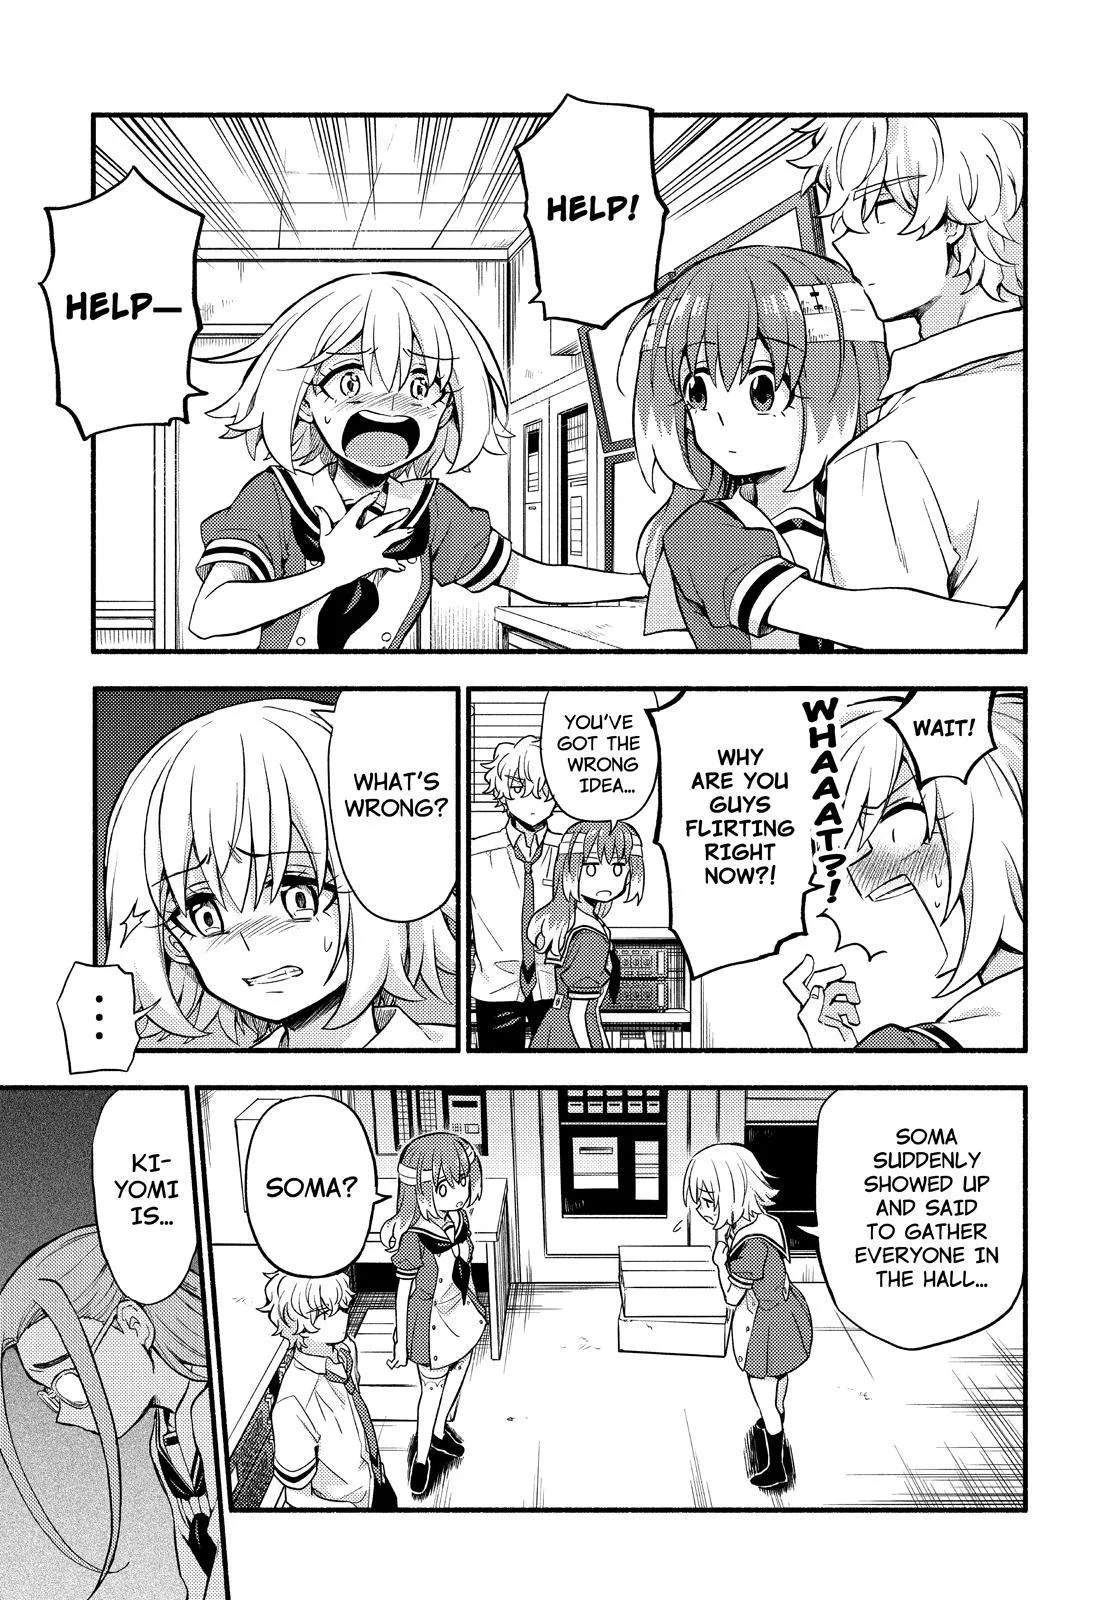 HELP!
HELP—
WAIT!
WHAAAT?!
WHY
ARE YOU
GUYS
FLIRTING
RIGHT
NOW?!
YOU'VE
GOT THE
WRONG
IDEA...
WHAT'S
WRONG?
...
SOMA
SUDDENLY
SHOWED UP
AND SAID
TO GATHER
EVERYONE IN
THE HALL...
SOMA?
KI-
YOMI
IS...